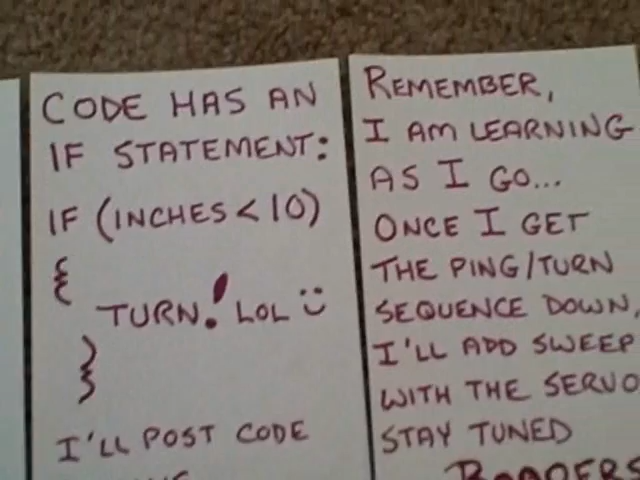 CODE HAS AN
IF STATEMENT:
IF (INCHES < 10)
{
TURN! LOL :)
}
I'LL POST CODE
REMEMBER,
I AM LEARNING
AS I GO...
ONCE I GET
THE PING/TURN
SEQUENCE DOWN,
I'LL ADD SWEEP
WITH THE SERVO
STAY TUNED